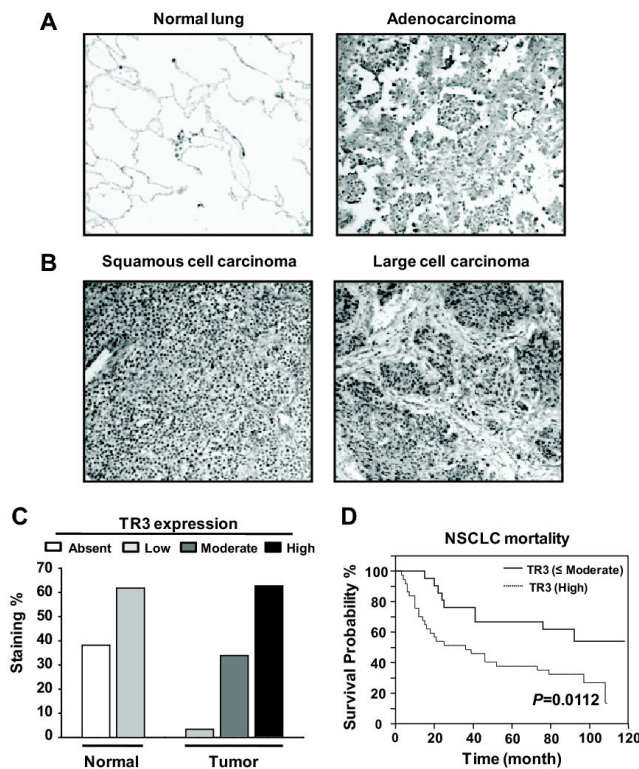 A
Normal lung
Adenocarcinoma
B
Squamous cell carcinoma
Large cell carcinoma
C
TR3 expression
Absent Low Moderate High
Staining %
70
60
50
40
30
20
10
0
Normal Tumor
D
NSCLC mortality
TR3 (≤ Moderate)
TR3 (High)
Survival Probability %
100
80
60
40
20
0
P=0.0112
0 20 40 60 80 100 120
Time (month)